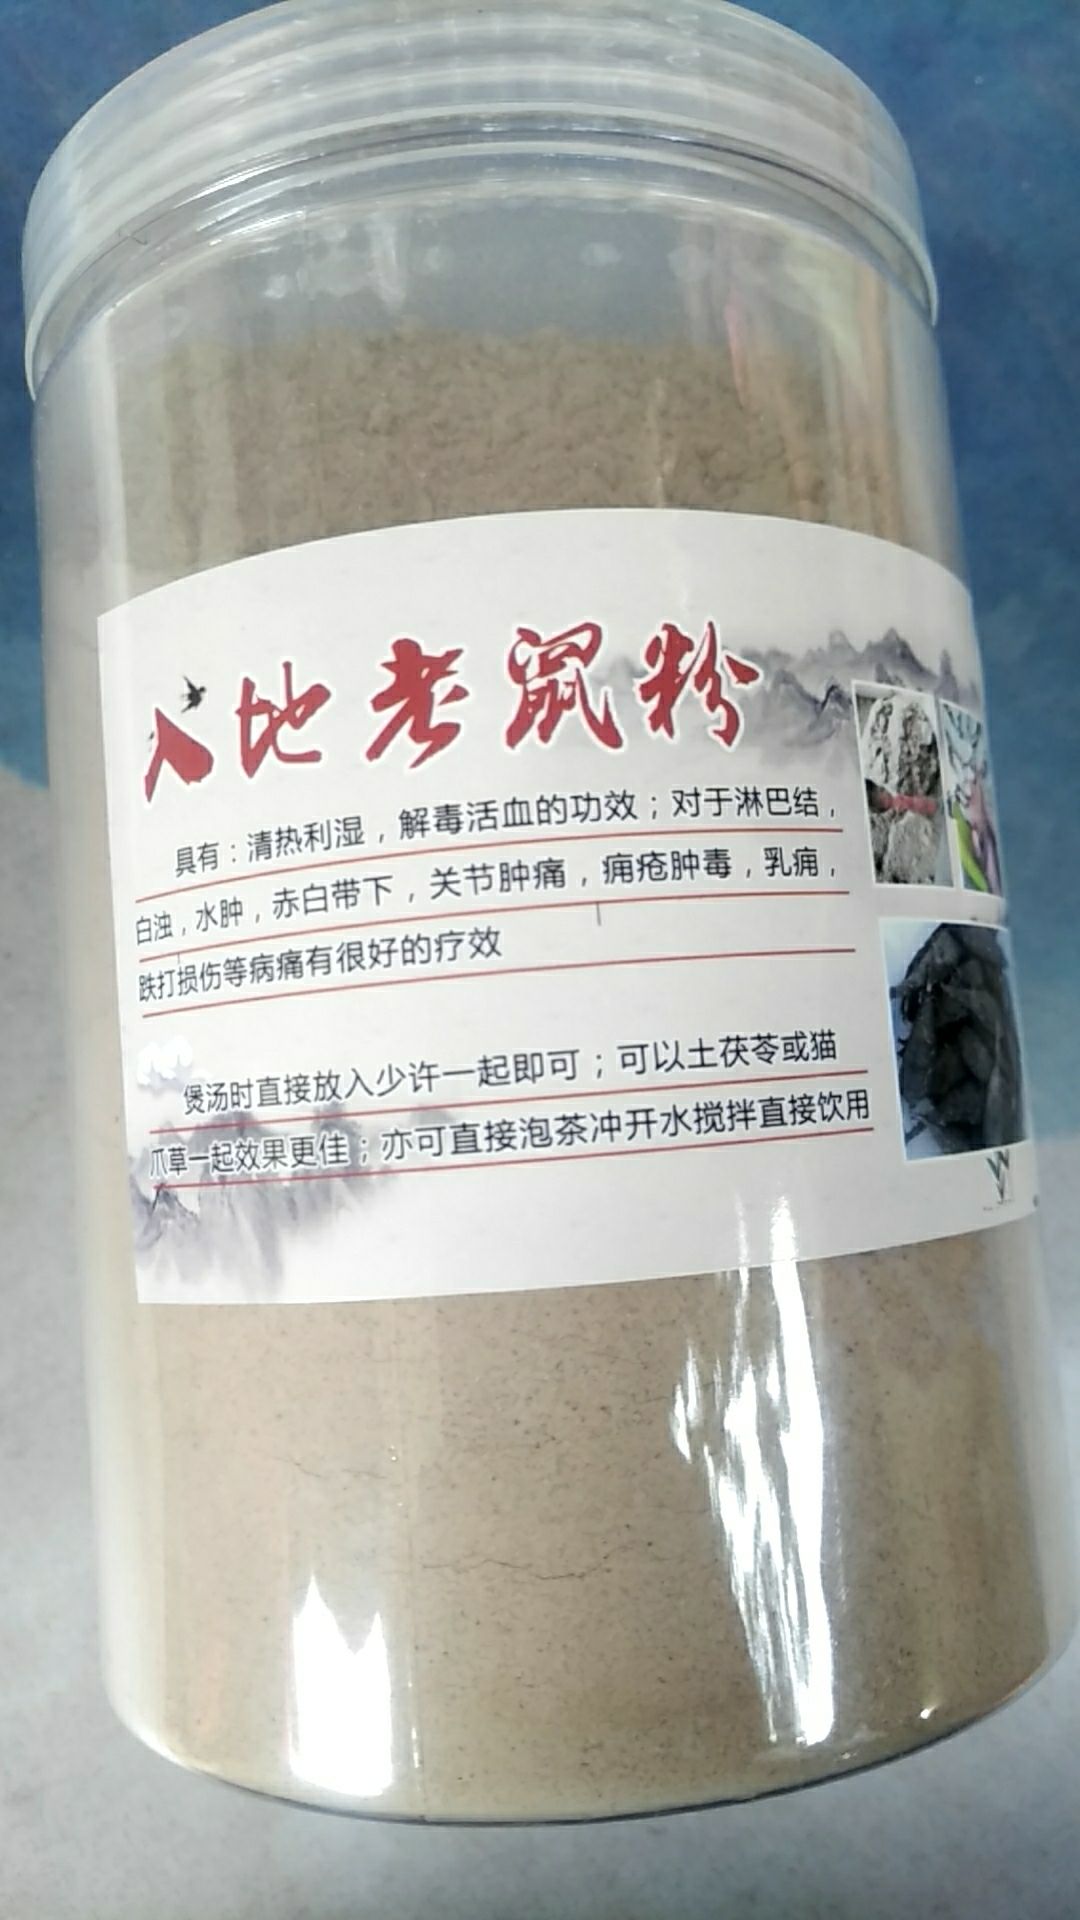 入地老鼠粉
具有：清热利湿，解毒活血的功效；对于淋巴结，
白浊，水肿，赤白带下，关节肿痛，痈疮肿毒，乳痈，
跌打损伤等病痛有很好的疗效
煲汤时直接放入少许一起即可；可以土茯苓或猫
爪草一起效果更佳；亦可直接泡茶冲开水搅拌直接饮用